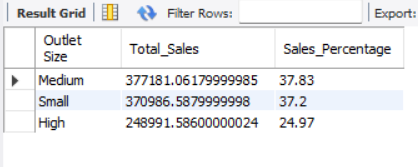 Result Grid Filter Rows: Export:
Outlet
Size Total_Sales Sales_Percentage
Medium 377181.06179999985 37.83
Small 370986.5879999998 37.2
High 248991.58600000024 24.97